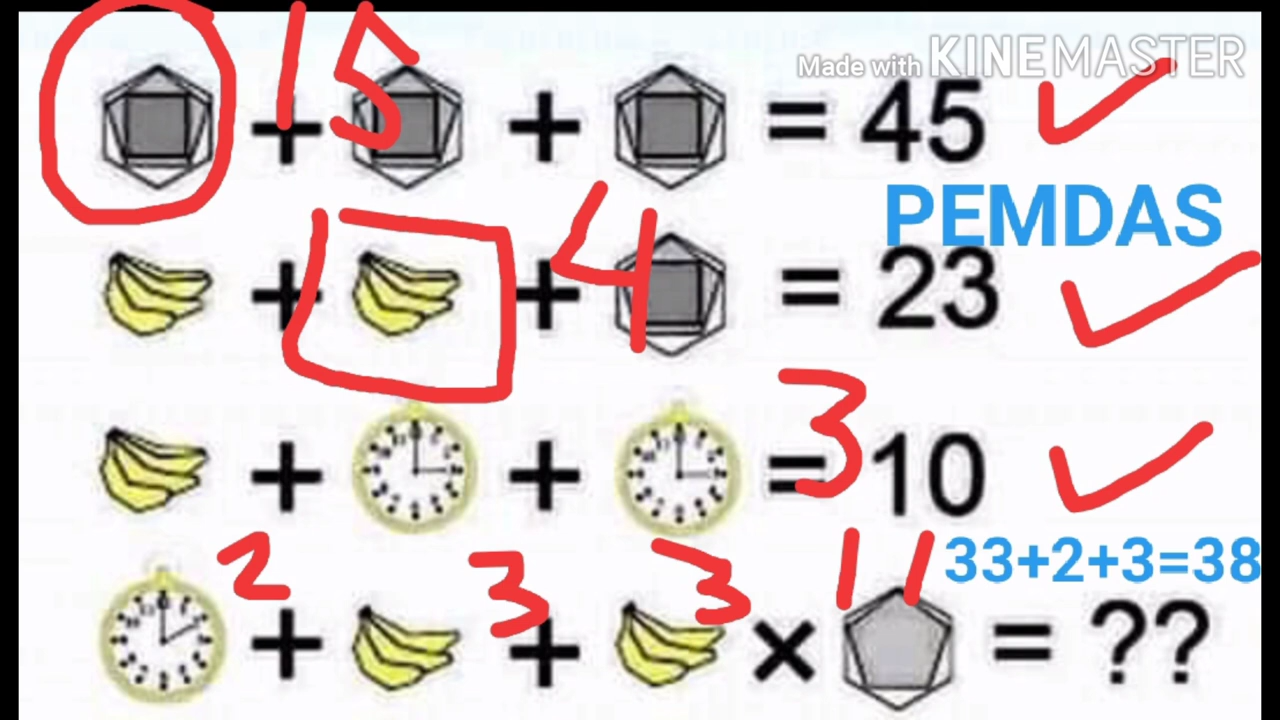 15
Made with KINEMASTER
+ + = 45
PEMDAS
4
+ + = 23
3
+ + = 10
2 3 3 11 33+2+3=38
+ + × = ??